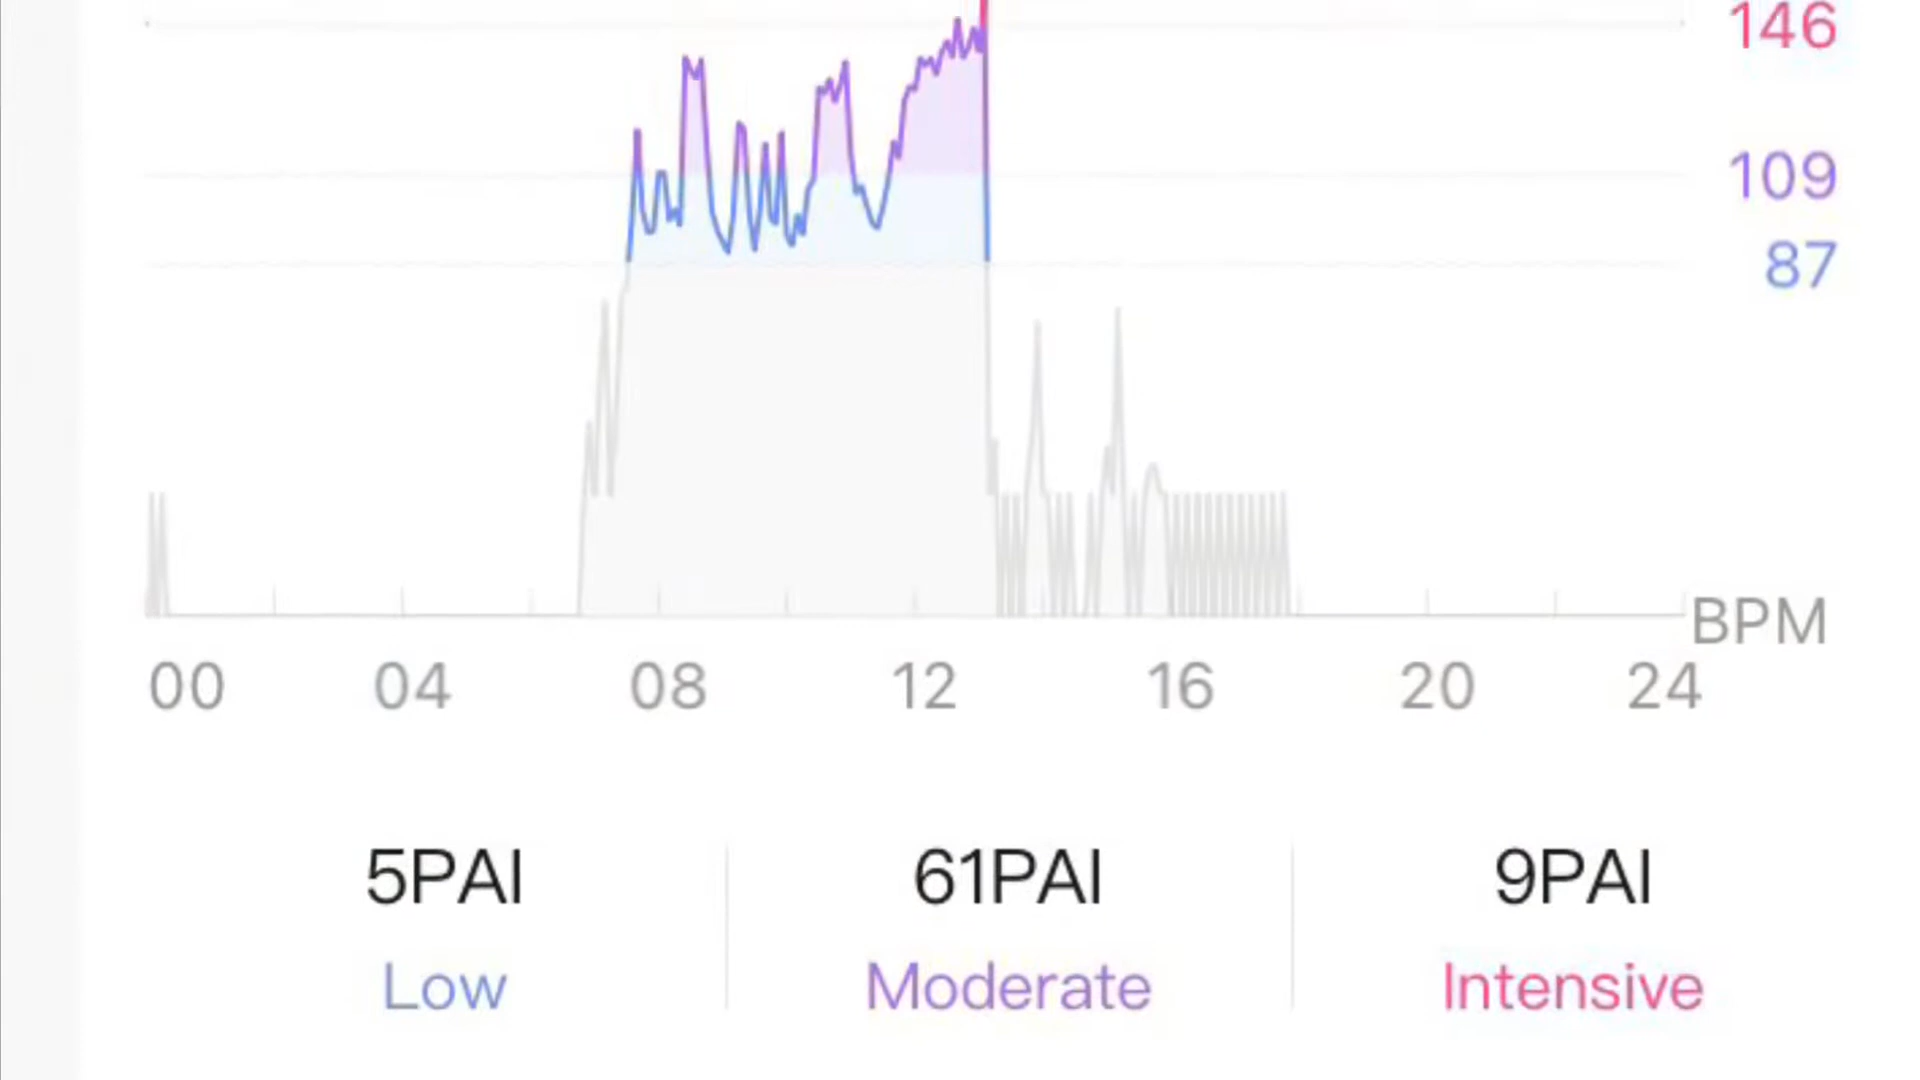 146
109
87
BPM
00 04 08 12 16 20 24
5PAI 61PAI 9PAI
Low Moderate Intensive